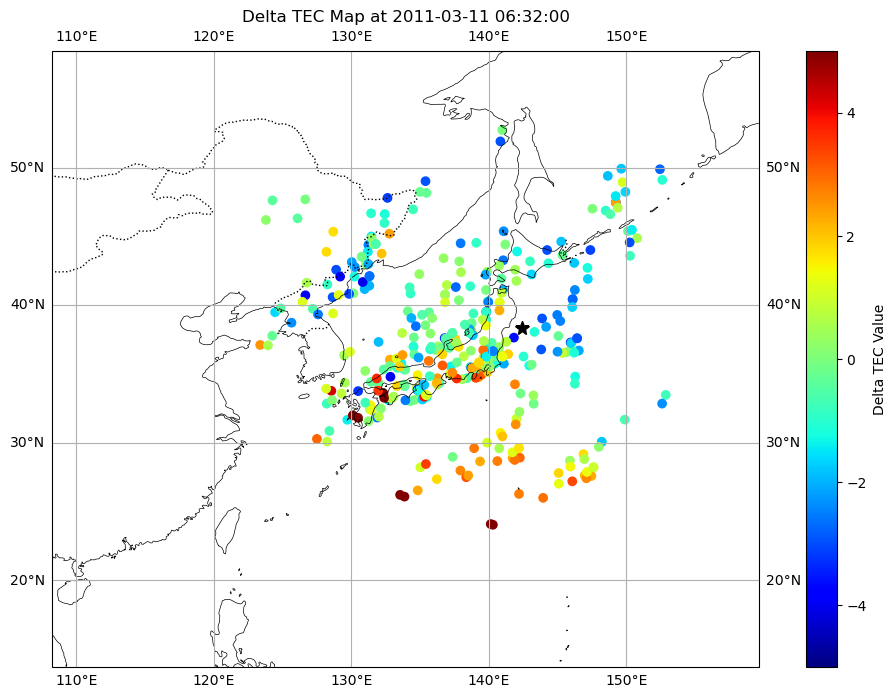 Delta TEC Map at 2011-03-11 06:32:00
110°E 120°E 130°E 140°E 150°E
50°N 50°N
40°N 40°N
30°N 30°N
20°N 20°N
110°E 120°E 130°E 140°E 150°E
4
2
0
−2
−4
Delta TEC Value